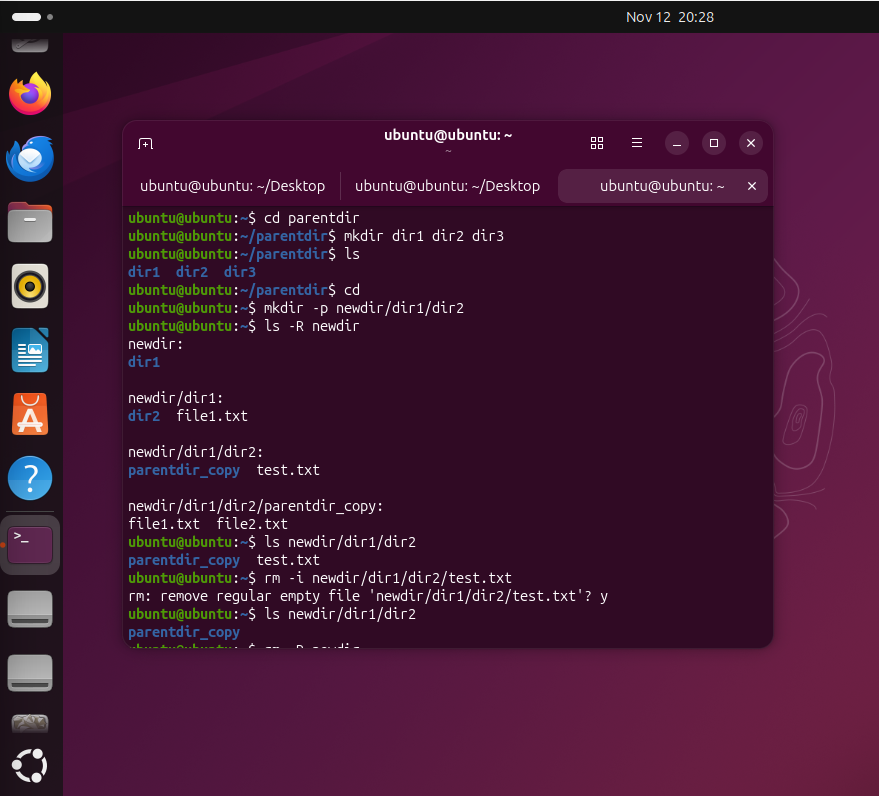 Nov 12 20:28
ubuntu@ubuntu: ~
~
ubuntu@ubuntu: ~/Desktop
ubuntu@ubuntu: ~/Desktop
ubuntu@ubuntu: ~
ubuntu@ubuntu:~$ cd parentdir
ubuntu@ubuntu:~/parentdir$ mkdir dir1 dir2 dir3
ubuntu@ubuntu:~/parentdir$ ls
dir1  dir2  dir3
ubuntu@ubuntu:~/parentdir$ cd
ubuntu@ubuntu:~$ mkdir -p newdir/dir1/dir2
ubuntu@ubuntu:~$ ls -R newdir
newdir:
dir1
newdir/dir1:
dir2  file1.txt
newdir/dir1/dir2:
parentdir_copy  test.txt
newdir/dir1/dir2/parentdir_copy:
file1.txt  file2.txt
ubuntu@ubuntu:~$ ls newdir/dir1/dir2
parentdir_copy  test.txt
ubuntu@ubuntu:~$ rm -i newdir/dir1/dir2/test.txt
rm: remove regular empty file 'newdir/dir1/dir2/test.txt'? y
ubuntu@ubuntu:~$ ls newdir/dir1/dir2
parentdir_copy
ubuntu@ubuntu:~$ rm -R newdir